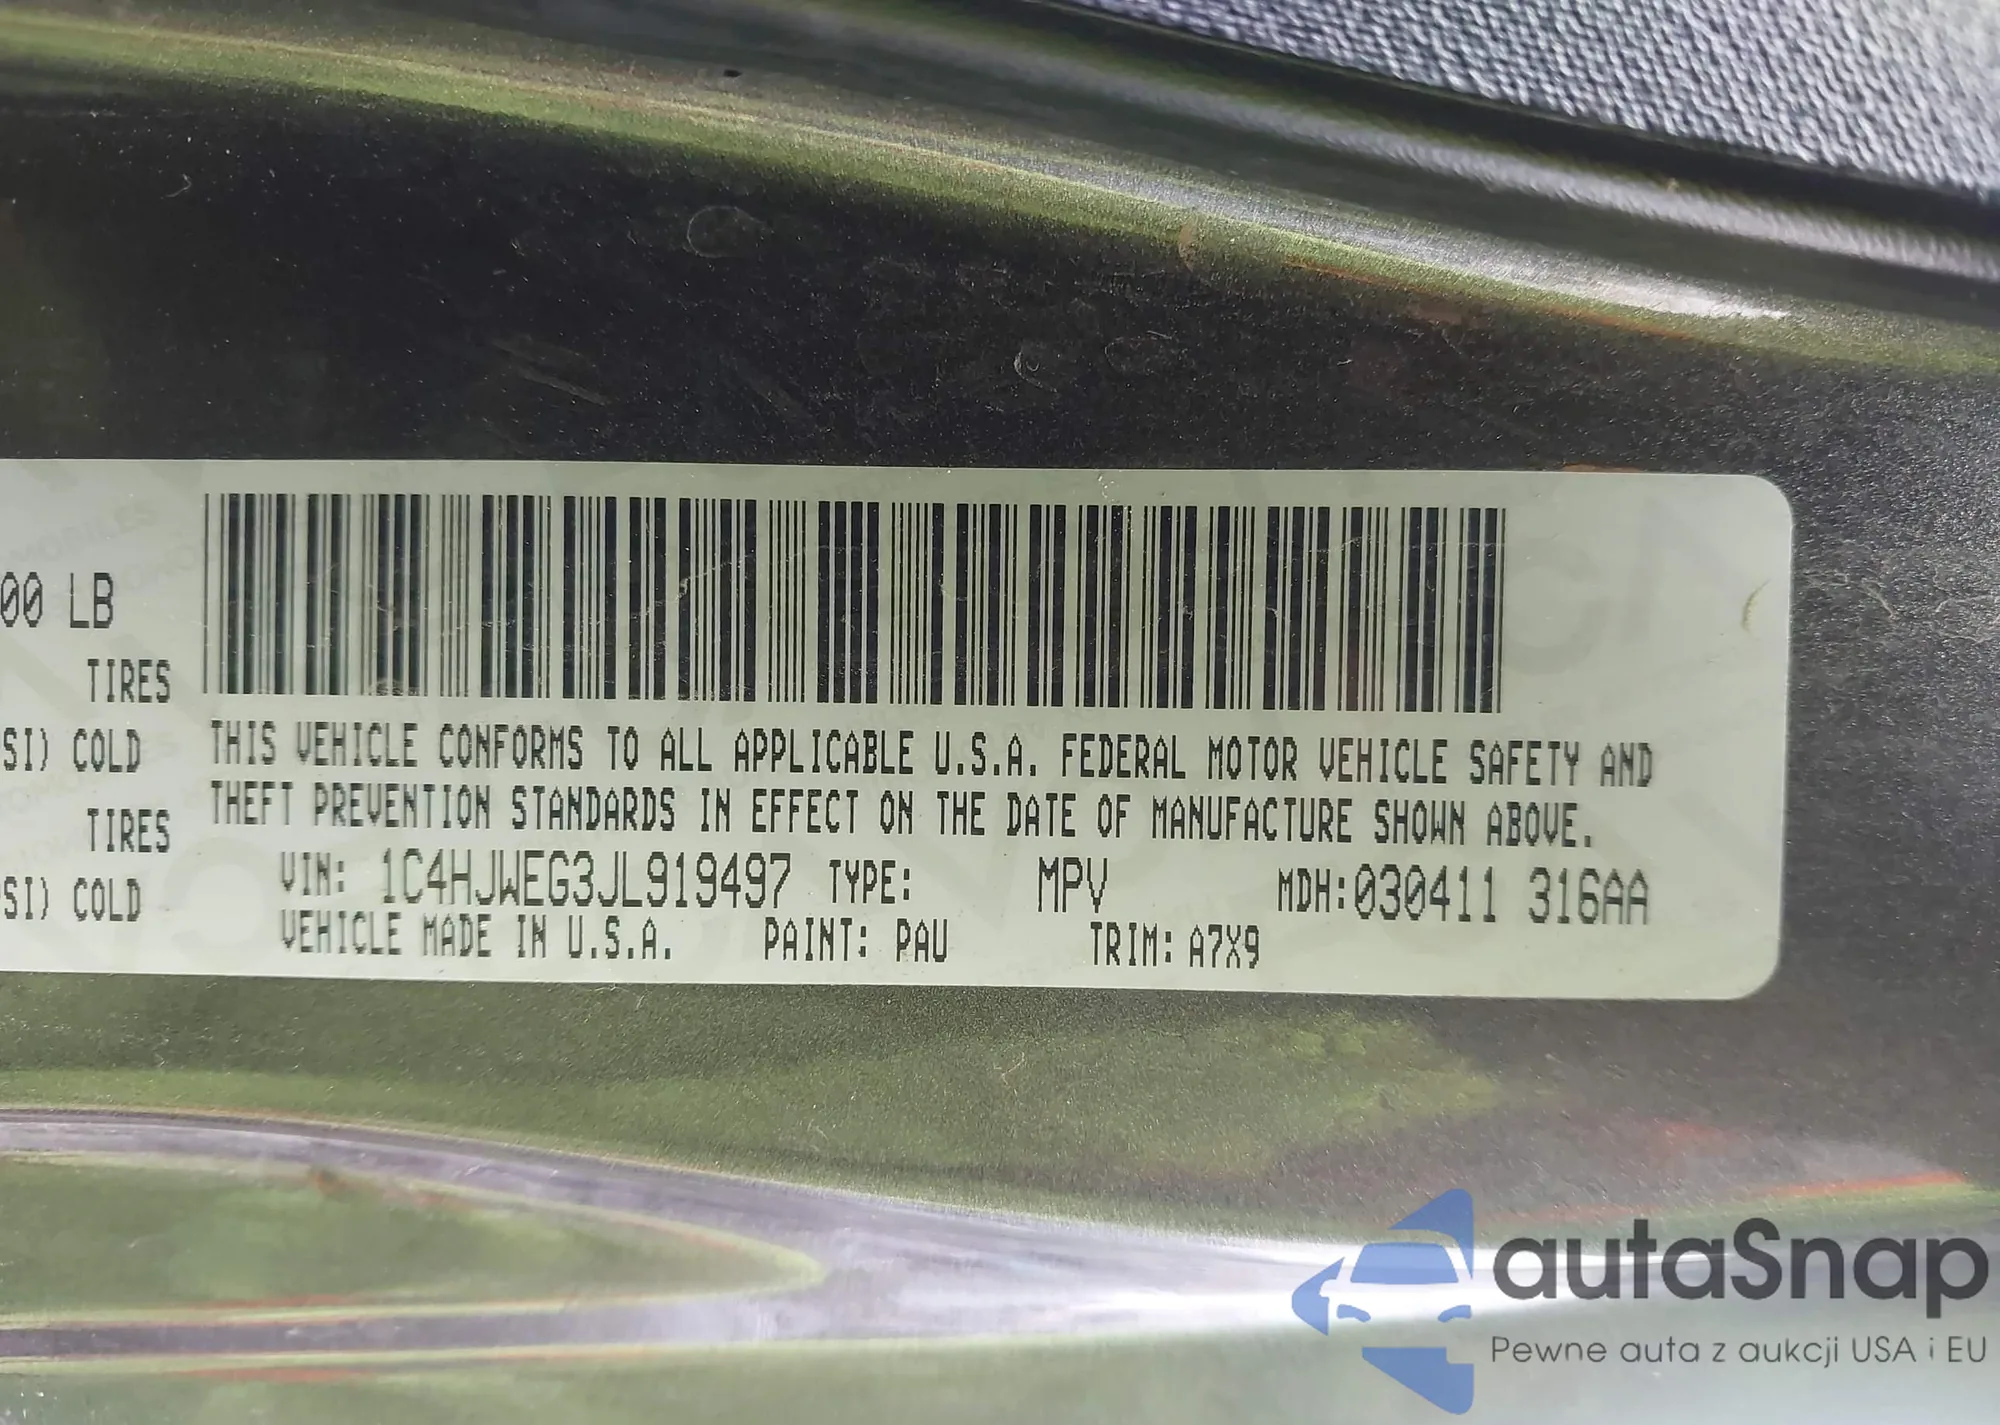 00 LB
TIRES
SI) COLD
TIRES
SI) COLD
THIS VEHICLE CONFORMS TO ALL APPLICABLE U.S.A. FEDERAL MOTOR VEHICLE SAFETY AND
THEFT PREVENTION STANDARDS IN EFFECT ON THE DATE OF MANUFACTURE SHOWN ABOVE.
VIN: 1C4HJWEG3JL919497 TYPE: MPV MDH:030411 316AA
VEHICLE MADE IN U.S.A. PAINT: PAU TRIM: A7X9
autaSnap
Pewne auta z aukcji USA i EU